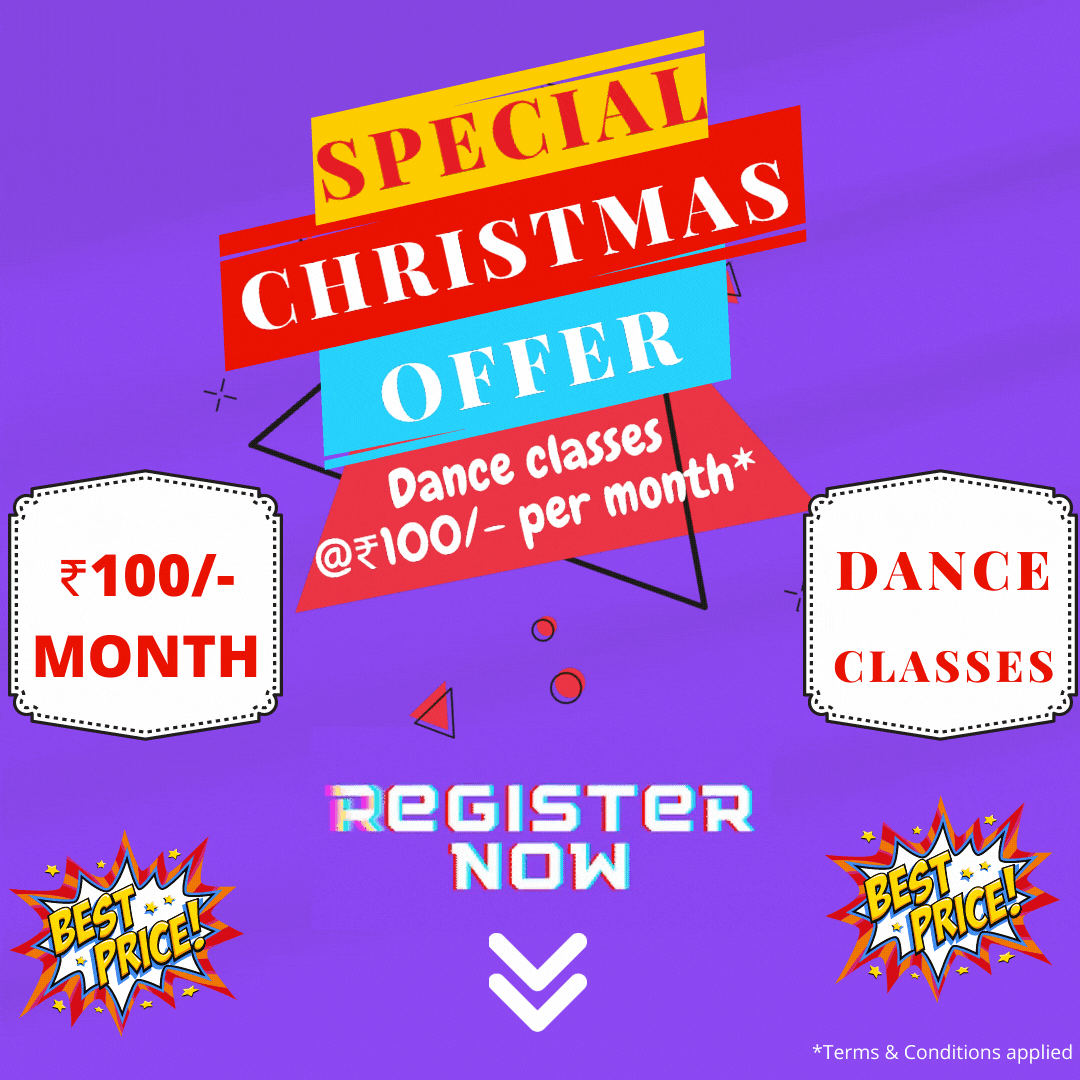 SPECIAL
CHRISTMAS
OFFER
Dance classes
@₹100/- per month*
₹100/-
MONTH
DANCE
CLASSES
REGISTER
NOW
BEST
PRICE!
BEST
PRICE!
*Terms & Conditions applied